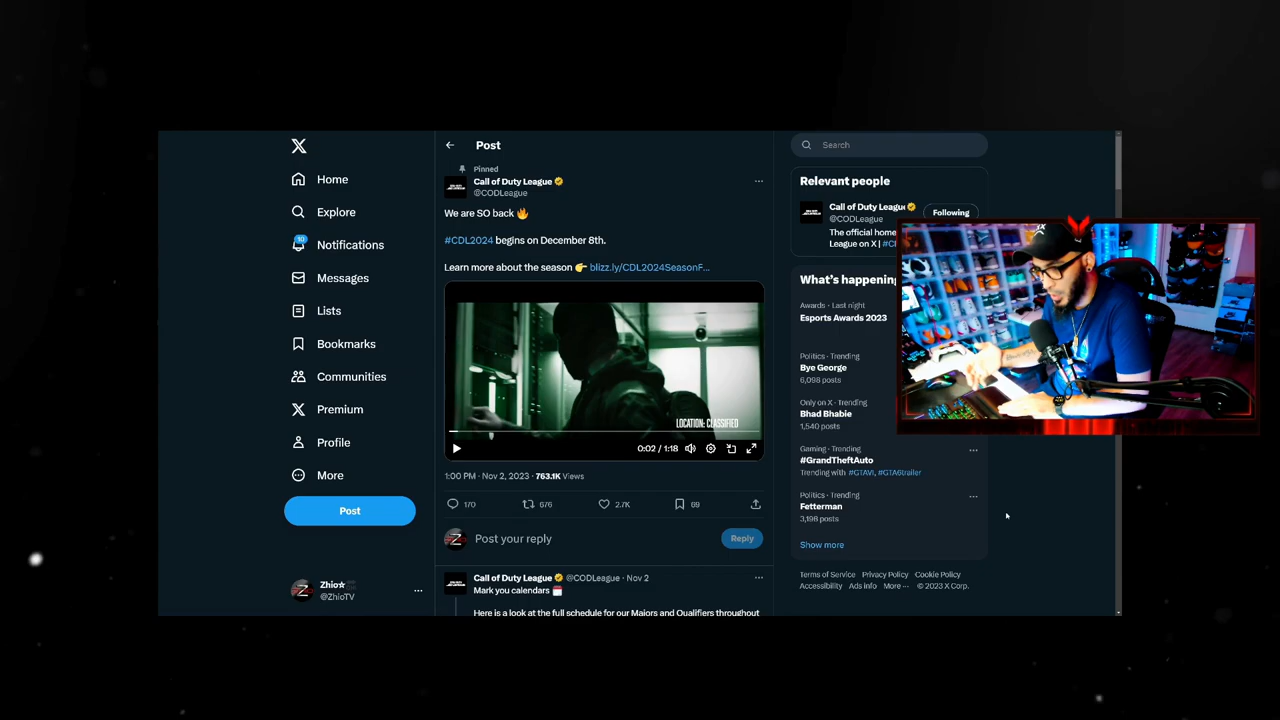 Home
Explore
10
Notifications
Messages
Lists
Bookmarks
Communities
Premium
Profile
More
Post
Zhio
@ZhioTV
Post
Pinned
Call of Duty League
@CODLeague
We are SO back 🔥
#CDL2024 begins on December 8th.
Learn more about the season 👉 blizz.ly/CDL2024SeasonF...
LOCATION: CLASSIFIED
0:02 / 1:18
1:00 PM · Nov 2, 2023 · 763.1K Views
170 676 2.7K 69
Post your reply
Reply
Call of Duty League @CODLeague · Nov 2
Mark you calendars 🗓️
Here is a look at the full schedule for our Majors and Qualifiers throughout
Search
Relevant people
Call of Duty League
@CODLeague
Following
The official home
League on X |
What's happening
Awards · Last night
Esports Awards 2023
Politics · Trending
Bye George
6,098 posts
Only on X · Trending
Bhad Bhabie
1,540 posts
Gaming · Trending
#GrandTheftAuto
Trending with #GTAVI, #GTA6trailer
Politics · Trending
Fetterman
3,198 posts
Show more
Terms of Service Privacy Policy Cookie Policy
Accessibility Ads info More ··· © 2023 X Corp.